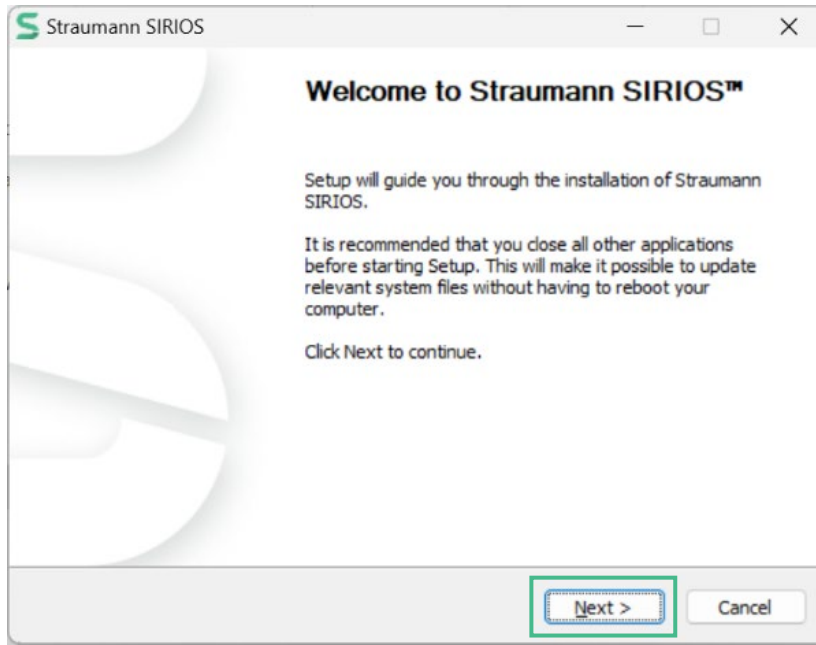 Straumann SIRIOS
Welcome to Straumann SIRIOS™
Setup will guide you through the installation of Straumann
SIRIOS.
It is recommended that you close all other applications
before starting Setup. This will make it possible to update
relevant system files without having to reboot your
computer.
Click Next to continue.
Next >
Cancel